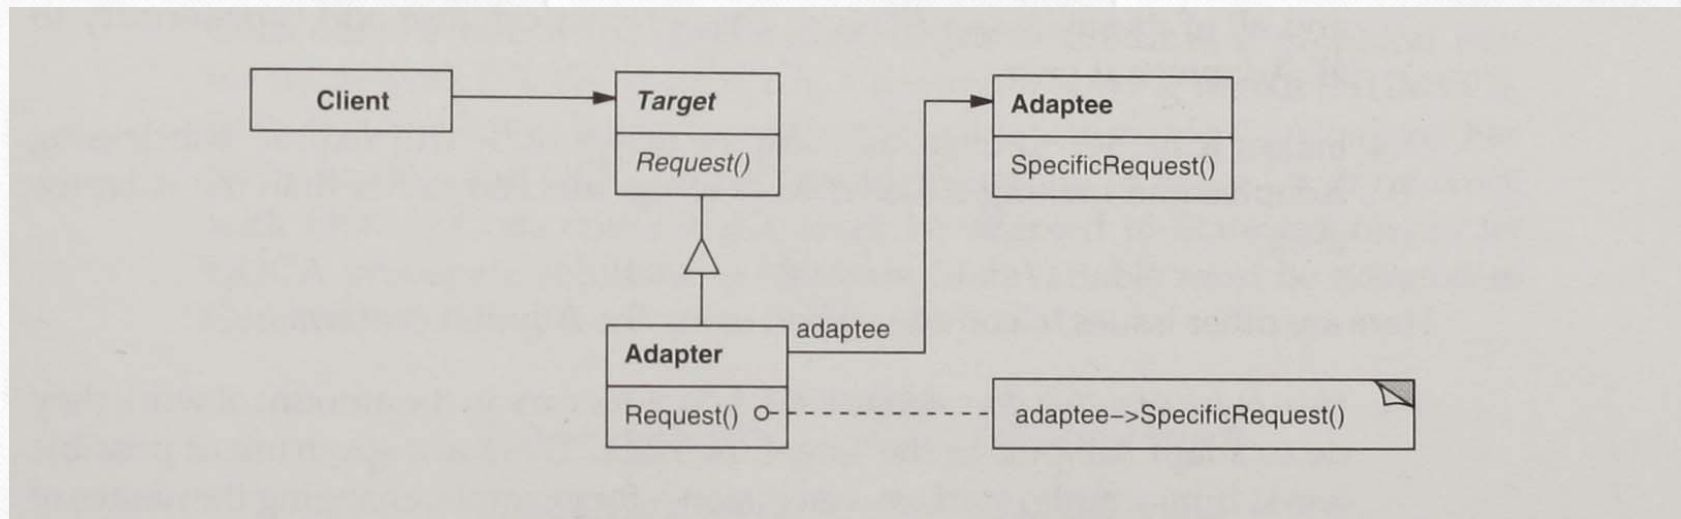 Client
Target
Request()
Adaptee
SpecificRequest()
adaptee
Adapter
Request()
adaptee->SpecificRequest()